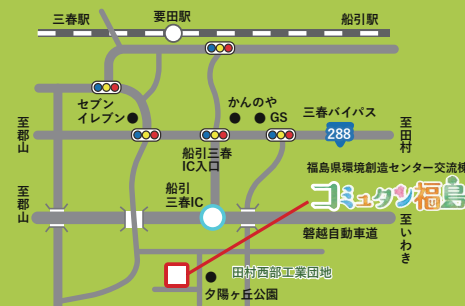 三春駅
要田駅
船引駅
セブン
イレブン
かんのや
GS
三春バイパス
288
至郡山
至田村
船引三春
IC入口
福島県環境創造センター交流棟
コミュタン福島
船引
三春IC
至郡山
磐越自動車道
至いわき
田村西部工業団地
夕陽ヶ丘公園